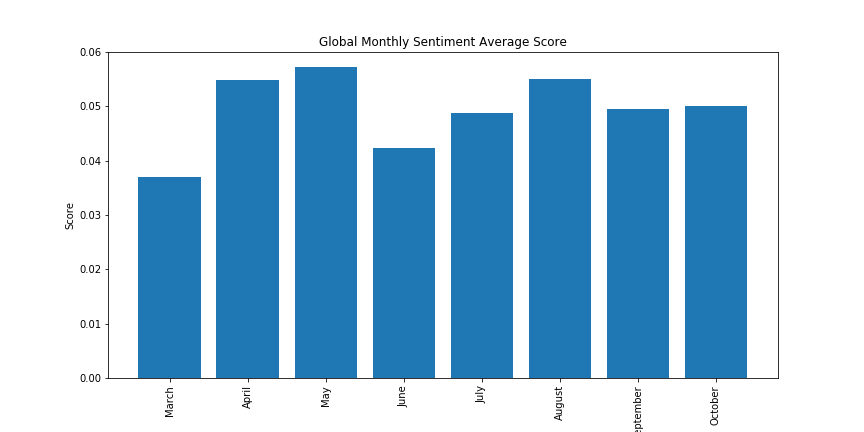 Global Monthly Sentiment Average Score
0.06
0.05
0.04
0.03
0.02
0.01
0.00
Score
March
April
May
June
July
August
eptember
October